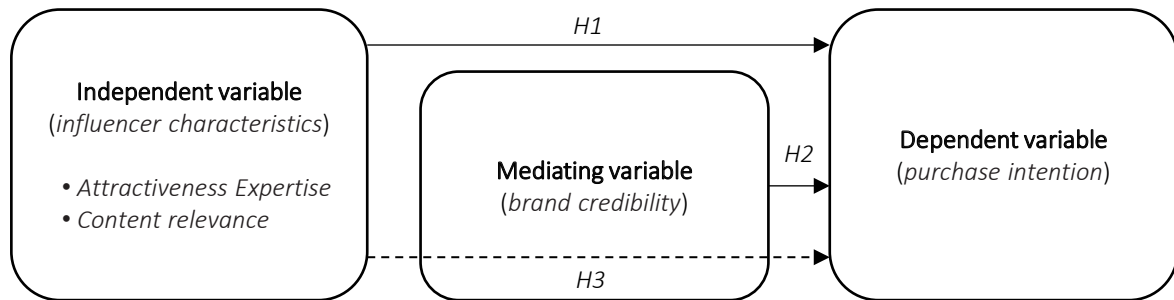 H1
Independent variable
(influencer characteristics)
• Attractiveness Expertise
• Content relevance
Mediating variable
(brand credibility)
H2
Dependent variable
(purchase intention)
H3